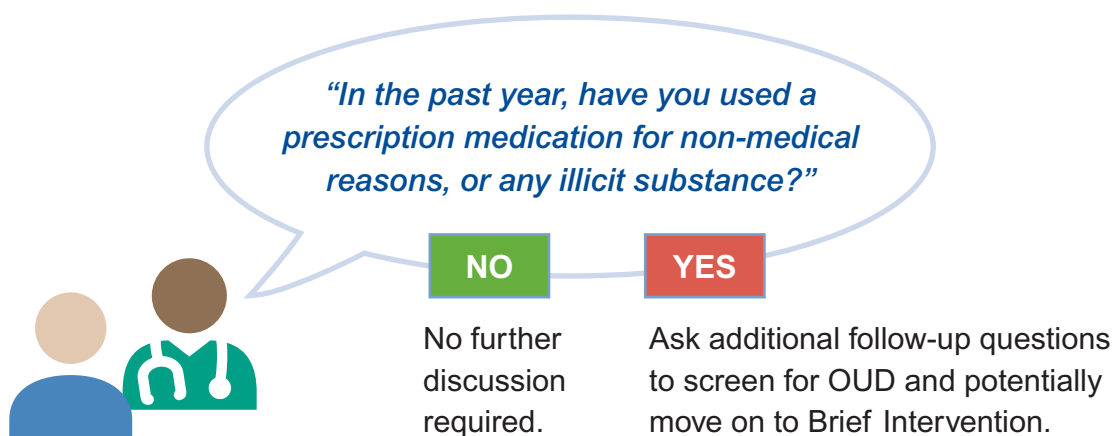 “In the past year, have you used a
prescription medication for non-medical
reasons, or any illicit substance?”
NO
YES
No further
discussion
required.
Ask additional follow-up questions
to screen for OUD and potentially
move on to Brief Intervention.